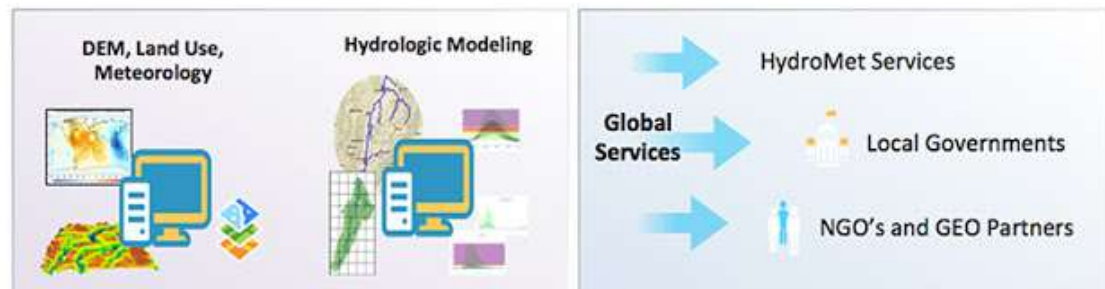 DEM, Land Use,
Meteorology
Hydrologic Modeling
Global
Services
HydroMet Services
Local Governments
NGO's and GEO Partners